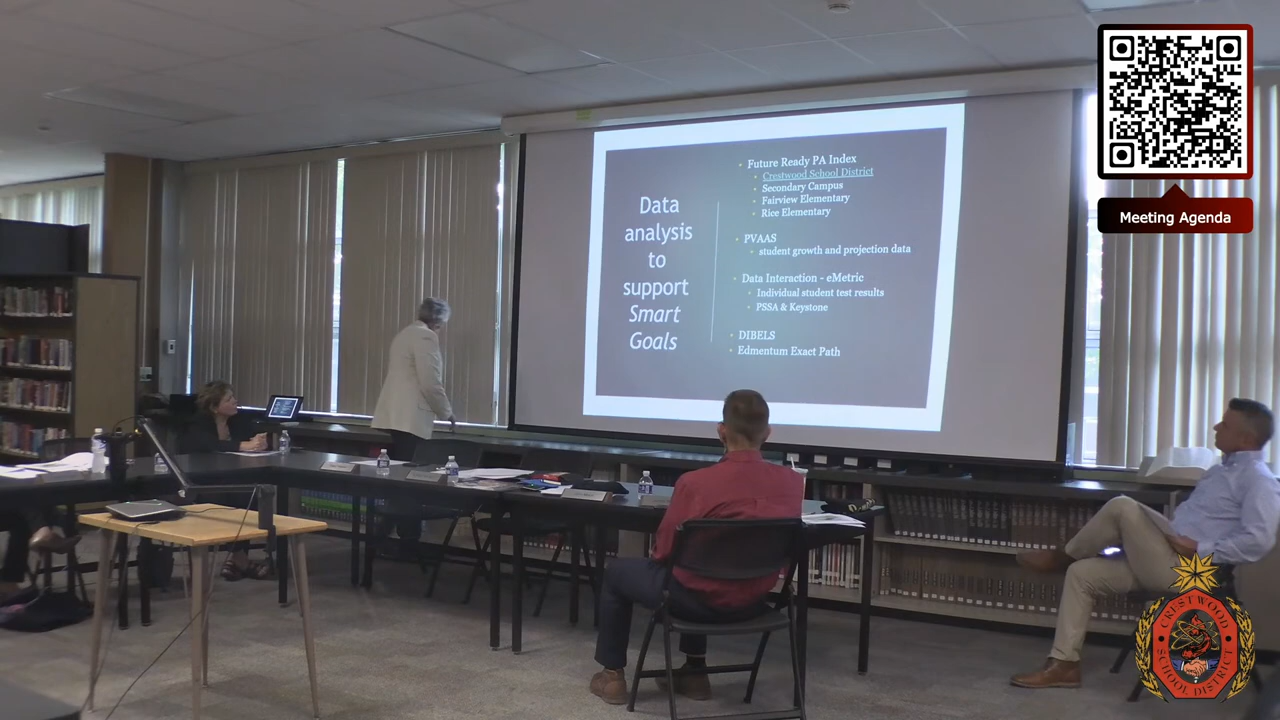 Data
analysis
to
support
Smart
Goals
• Future Ready PA Index
• Crestwood School District
• Secondary Campus
• Fairview Elementary
• Rice Elementary
• PVAAS
• student growth and projection data
• Data Interaction - eMetric
• Individual student test results
• PSSA & Keystone
• DIBELS
• Edmentum Exact Path
Meeting Agenda
CRESTWOOD
SCHOOL DISTRICT